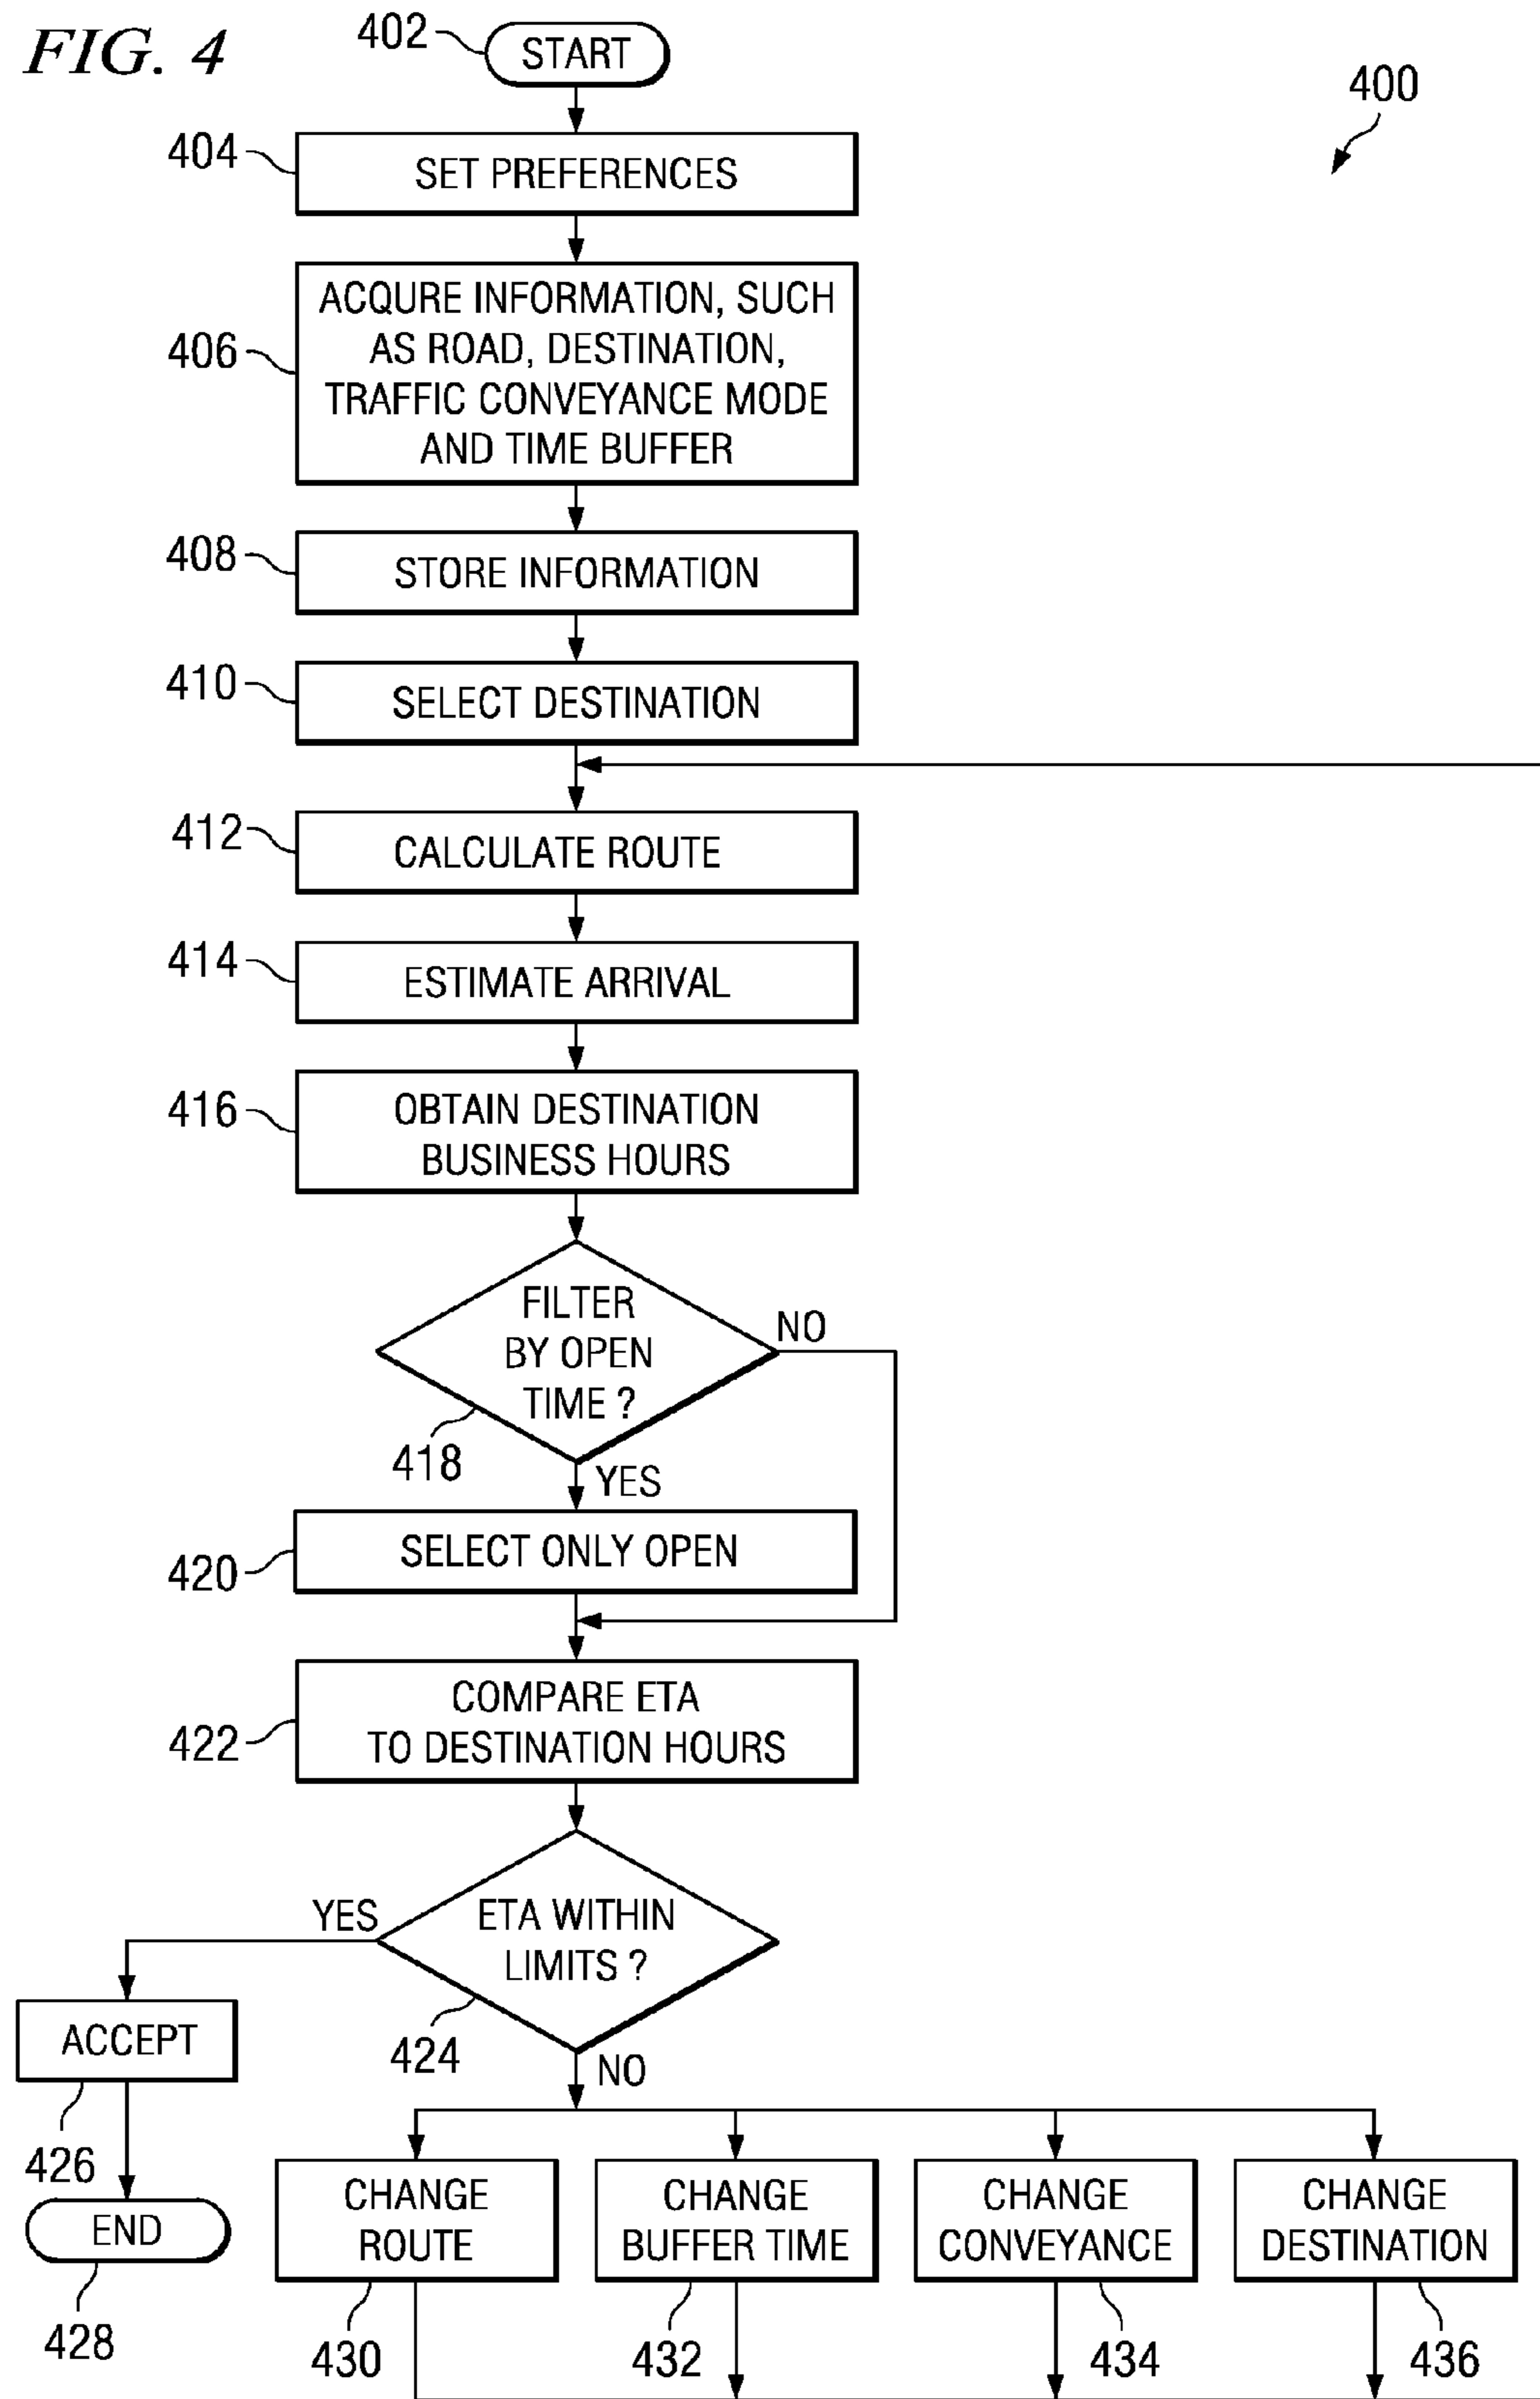 FIG. 4
402
START
400
404
SET PREFERENCES
406
ACQURE INFORMATION, SUCH
AS ROAD, DESTINATION,
TRAFFIC CONVEYANCE MODE
AND TIME BUFFER
408
STORE INFORMATION
410
SELECT DESTINATION
412
CALCULATE ROUTE
414
ESTIMATE ARRIVAL
416
OBTAIN DESTINATION
BUSINESS HOURS
FILTER
BY OPEN
TIME ?
NO
418
YES
420
SELECT ONLY OPEN
422
COMPARE ETA
TO DESTINATION HOURS
YES
ETA WITHIN
LIMITS ?
424
NO
ACCEPT
426
END
428
CHANGE
ROUTE
430
CHANGE
BUFFER TIME
432
CHANGE
CONVEYANCE
434
CHANGE
DESTINATION
436